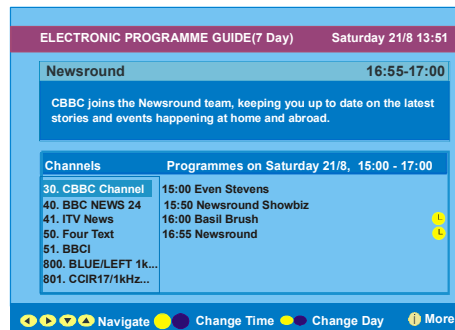 ELECTRONIC PROGRAMME GUIDE(7 Day) Saturday 21/8 13:51
Newsround 16:55-17:00
CBBC joins the Newsround team, keeping you up to date on the latest
stories and events happening at home and abroad.
Channels Programmes on Saturday 21/8, 15:00 - 17:00
30. CBBC Channel 15:00 Even Stevens
40. BBC NEWS 24 15:50 Newsround Showbiz
41. ITV News 16:00 Basil Brush
50. Four Text 16:55 Newsround
51. BBCI
800. BLUE/LEFT 1k...
801. CCIR17/1kHz...
Navigate Change Time Change Day i More